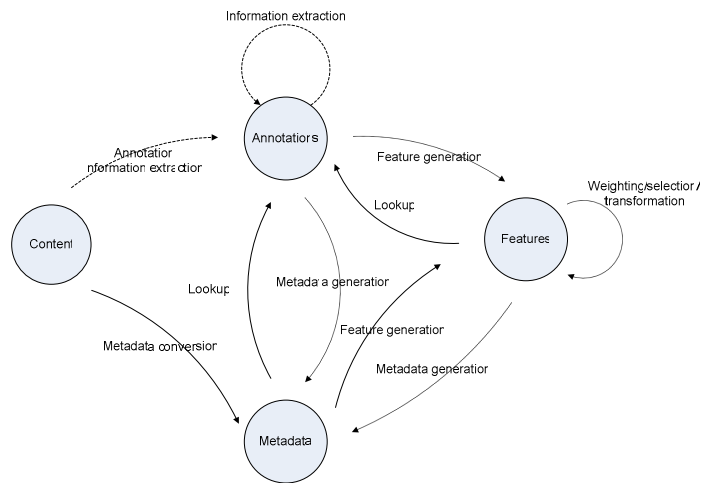 Information extraction
Annotations
Annotation
Information extraction
Feature generation
Weighting/selection/
transformation
Lookup
Content
Features
Lookup
Metadata generation
Feature generation
Metadata conversion
Metadata generation
Metadata